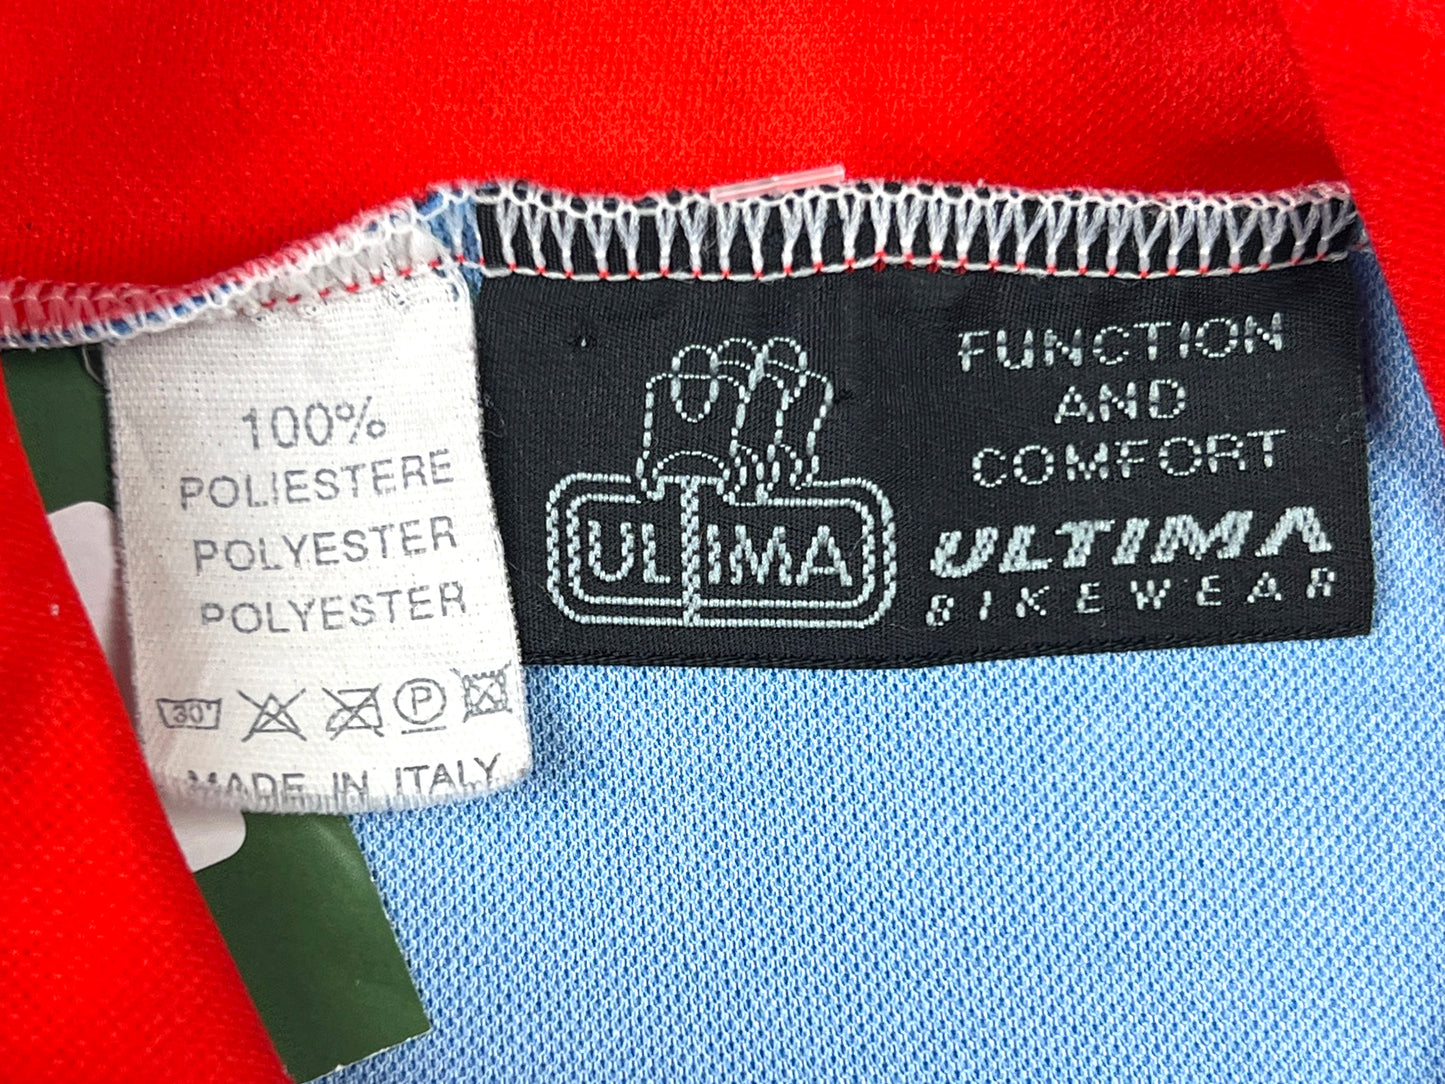 100%
POLIESTERE
POLYESTER
POLYESTER
30°
P
MADE IN ITALY
ULTIMA
FUNCTION
AND
COMFORT
ULTIMA
BIKEWEAR